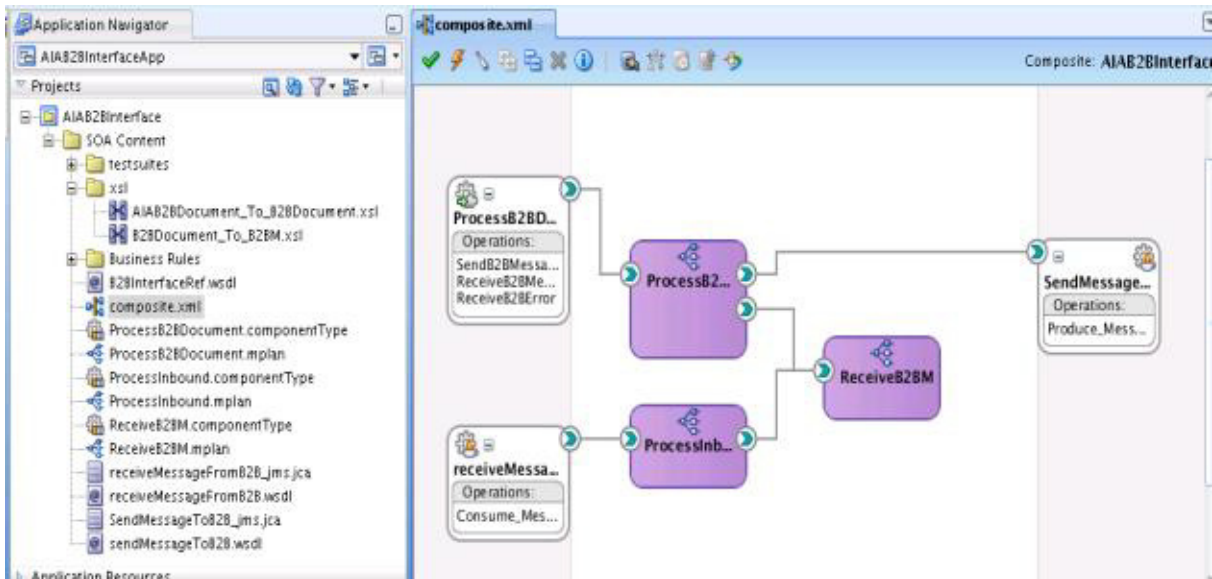 Application Navigator
AIAB2BInterfaceApp
Projects
AIAB2BInterface
SOA Content
testsuites
xsl
AIAB2BDocument_To_B2BDocument.xsl
B2BDocument_To_B2BM.xsl
Business Rules
B2BInterfaceRef.wsdl
composite.xml
ProcessB2BDocument.componentType
ProcessB2BDocument.mplan
ProcessInbound.componentType
ProcessInbound.mplan
ReceiveB2BM.componentType
ReceiveB2BM.mplan
receiveMessageFromB2B_jms.jca
receiveMessageFromB2B.wsdl
SendMessageToB2B_jms.jca
sendMessageToB2B.wsdl
Application Resources
composite.xml
Composite: AIAB2BInterface
ProcessB2BD...
Operations:
SendB2BMessa...
ReceiveB2BMe...
ReceiveB2BError
ProcessB2...
SendMessage...
Operations:
Produce_Mess...
ReceiveB2BM
receiveMessa...
Operations:
Consume_Mes...
ProcessInb...